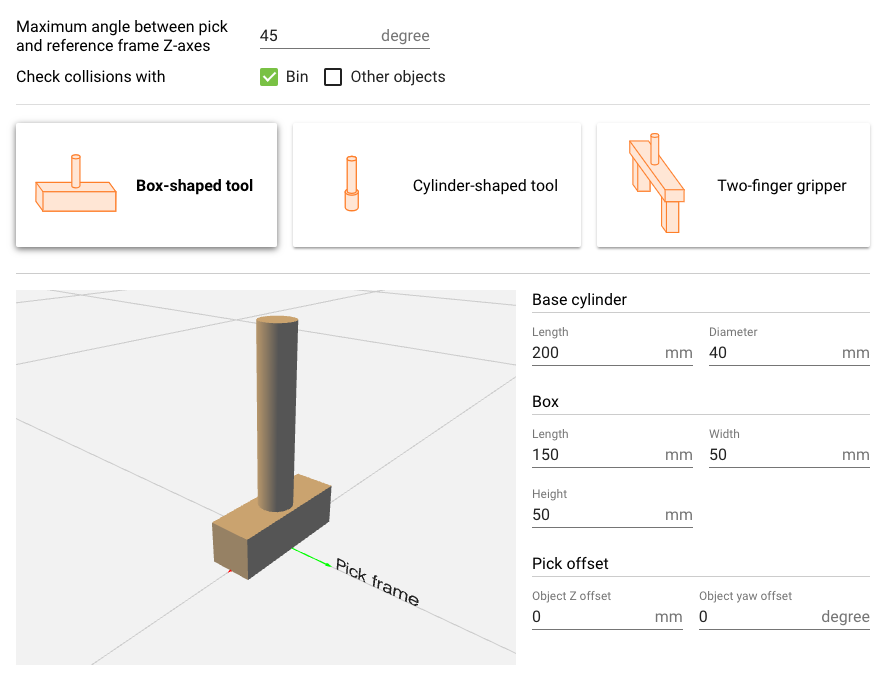 Maximum angle between pick
and reference frame Z-axes
45 degree
Check collisions with
Bin
Other objects
Box-shaped tool
Cylinder-shaped tool
Two-finger gripper
Pick frame
Base cylinder
Length Diameter
200 mm 40 mm
Box
Length Width
150 mm 50 mm
Height
50 mm
Pick offset
Object Z offset Object yaw offset
0 mm 0 degree